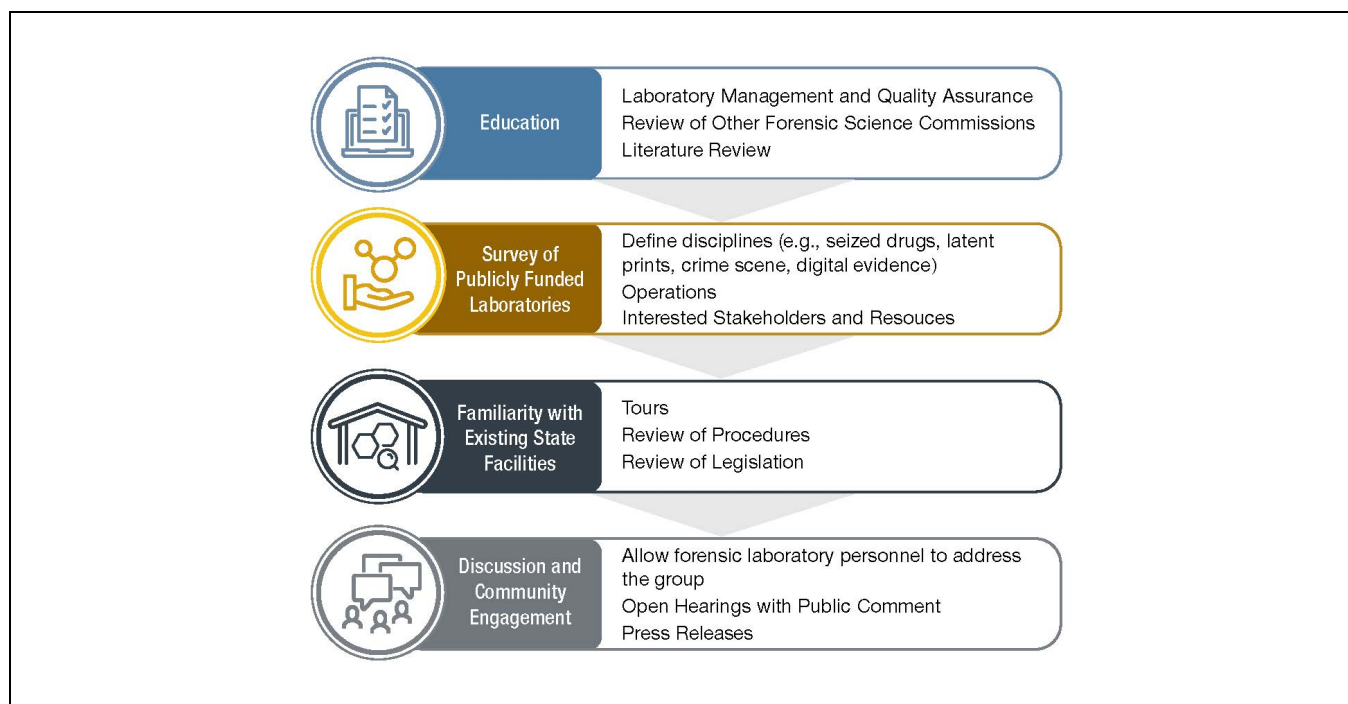 Education
Laboratory Management and Quality Assurance
Review of Other Forensic Science Commissions
Literature Review
Survey of
Publicly Funded
Laboratories
Define disciplines (e.g., seized drugs, latent
prints, crime scene, digital evidence)
Operations
Interested Stakeholders and Resouces
Familiarity with
Existing State
Facilities
Tours
Review of Procedures
Review of Legislation
Discussion and
Community
Engagement
Allow forensic laboratory personnel to address
the group
Open Hearings with Public Comment
Press Releases